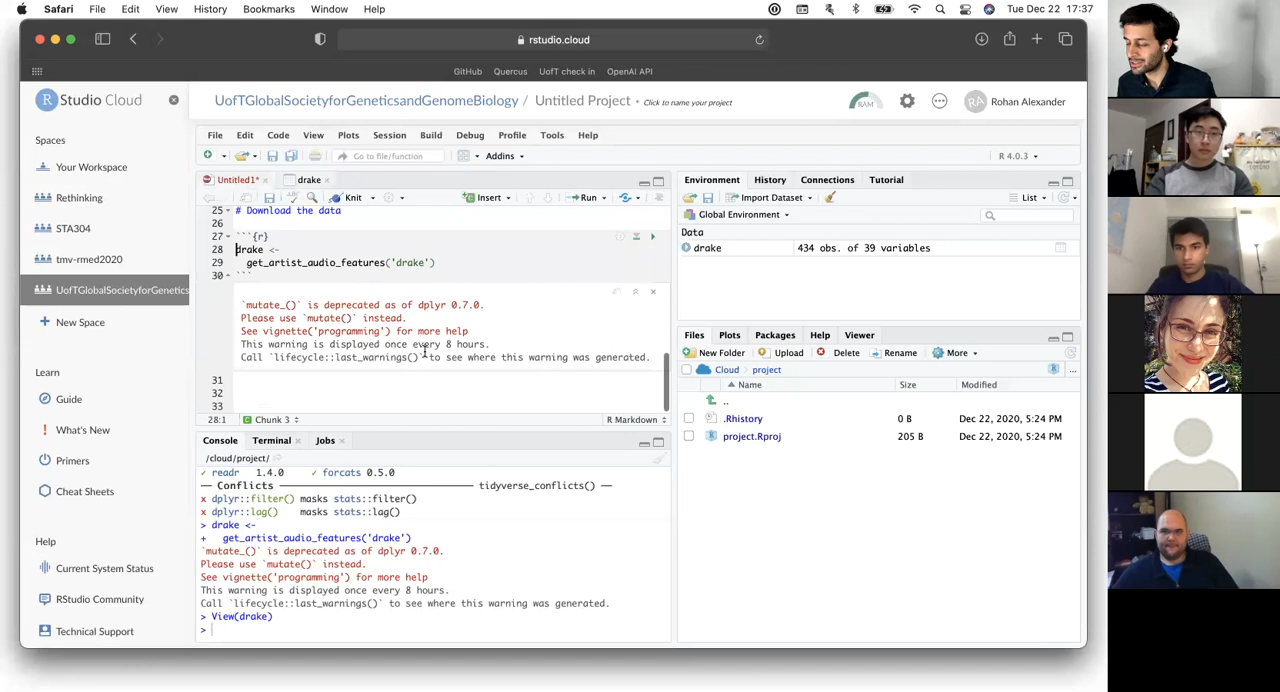 Safari File Edit View History Bookmarks Window Help Tue Dec 22 17:37
rstudio.cloud
GitHub Quercus UofT check in OpenAI API
R Studio Cloud
UofTGlobalSocietyforGeneticsandGenomeBiology / Untitled Project Click to name your project
RAM
RA Rohan Alexander
Spaces
Your Workspace
Rethinking
STA304
tmv-rmed2020
UofTGlobalSocietyforGenetics
New Space
Learn
Guide
What's New
Primers
Cheat Sheets
Help
Current System Status
RStudio Community
Technical Support
File Edit Code View Plots Session Build Debug Profile Tools Help
Go to file/function Addins R 4.0.3
Untitled1* drake
Knit Insert Run
25 # Download the data
26
27 ```{r}
28 drake <-
29 get_artist_audio_features('drake')
30 ```
`mutate_()` is deprecated as of dplyr 0.7.0.
Please use `mutate()` instead.
See vignette('programming') for more help
This warning is displayed once every 8 hours.
Call `lifecycle::last_warnings()` to see where this warning was generated.
31
32
33
28:1 Chunk 3 R Markdown
Console Terminal Jobs
/cloud/project/
✓ readr 1.4.0 ✓ forcats 0.5.0
── Conflicts ── tidyverse_conflicts() ──
x dplyr::filter() masks stats::filter()
x dplyr::lag() masks stats::lag()
> drake <-
+ get_artist_audio_features('drake')
`mutate_()` is deprecated as of dplyr 0.7.0.
Please use `mutate()` instead.
See vignette('programming') for more help
This warning is displayed once every 8 hours.
Call `lifecycle::last_warnings()` to see where this warning was generated.
> View(drake)
>
Environment History Connections Tutorial
Import Dataset List
Global Environment
Data
drake 434 obs. of 39 variables
Files Plots Packages Help Viewer
New Folder Upload Delete Rename More
Cloud project
Name Size Modified
..
.Rhistory 0 B Dec 22, 2020, 5:24 PM
project.Rproj 205 B Dec 22, 2020, 5:24 PM